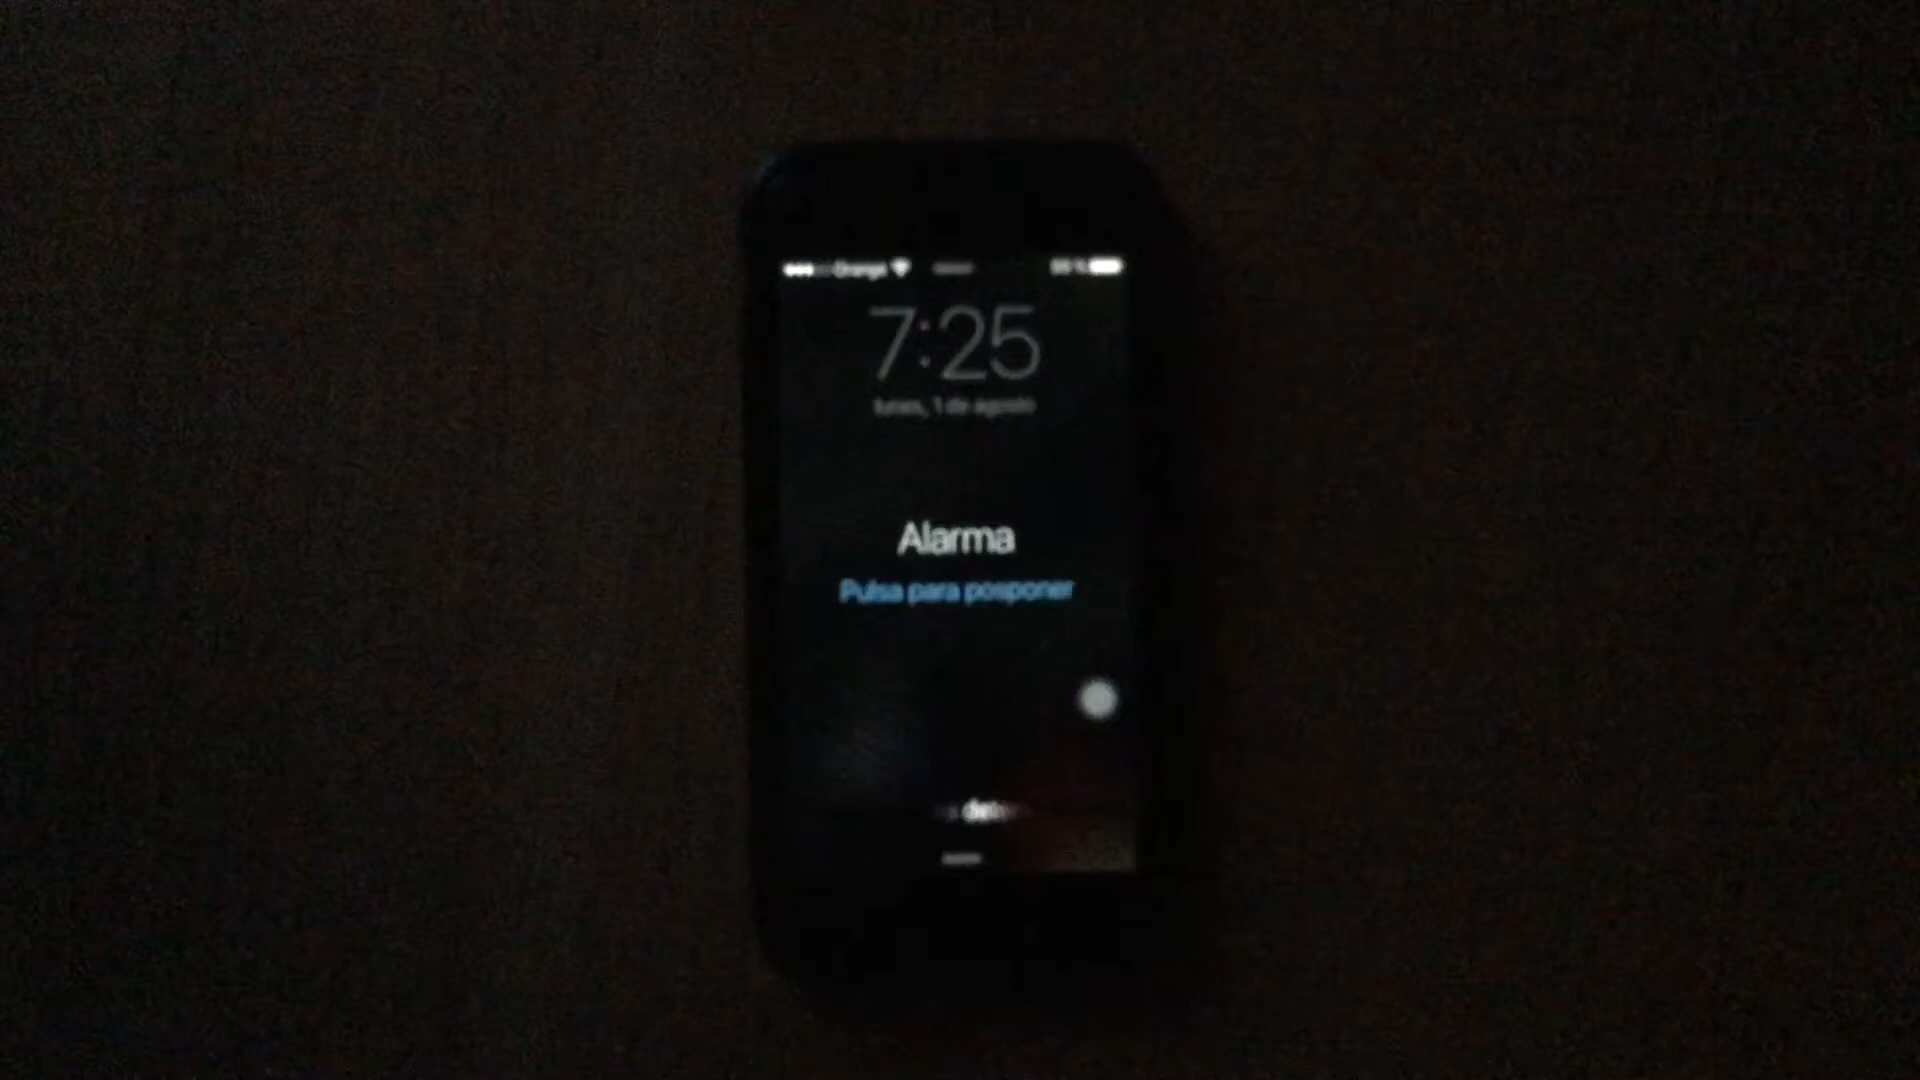 Orange
7:25
lunes, 1 de agosto
Alarma
Pulsa para posponer